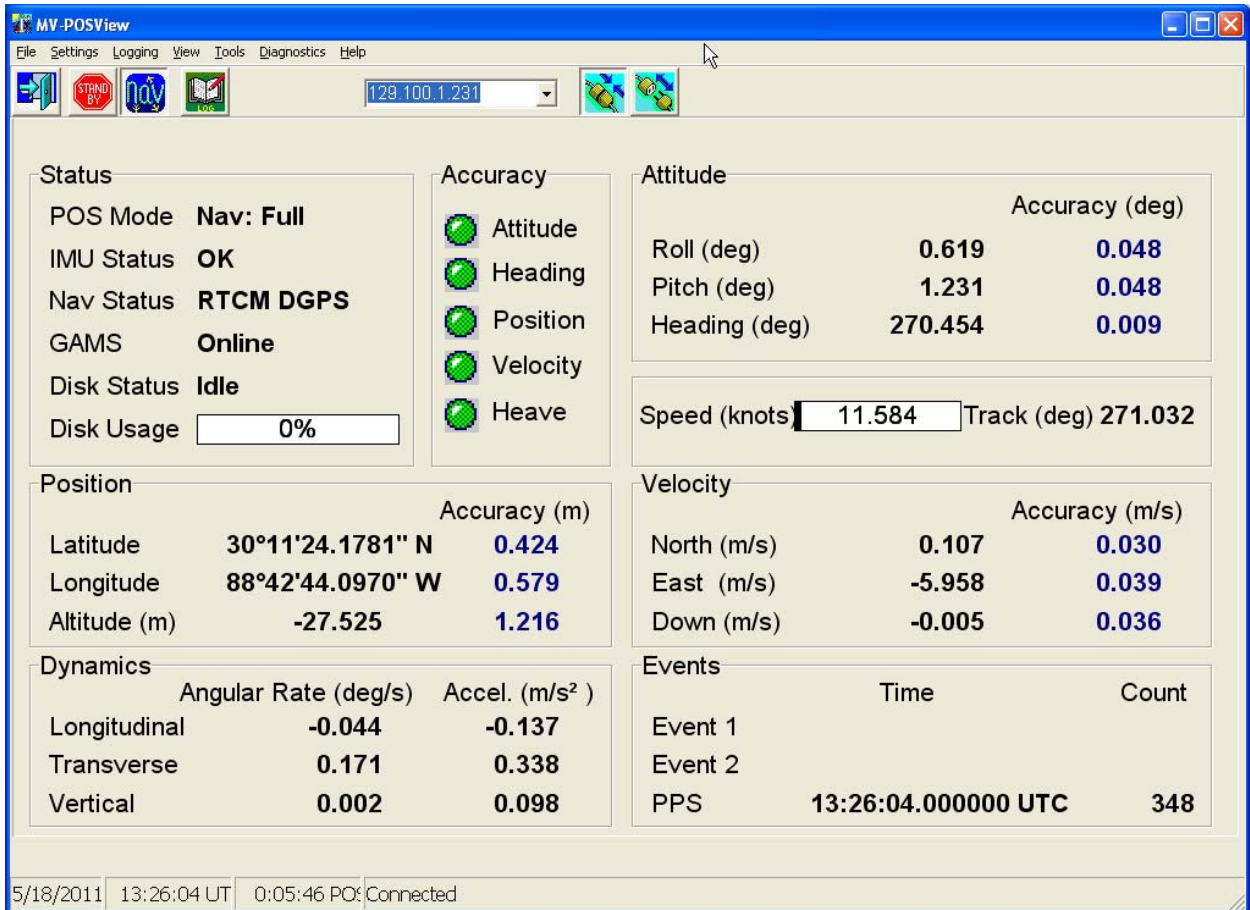 MV-POSView
File Settings Logging View Tools Diagnostics Help
STAND BY nav LOG 129.100.1.231
Status
POS Mode Nav: Full
IMU Status OK
Nav Status RTCM DGPS
GAMS Online
Disk Status Idle
Disk Usage 0%
Accuracy
Attitude
Heading
Position
Velocity
Heave
Attitude
Accuracy (deg)
Roll (deg) 0.619 0.048
Pitch (deg) 1.231 0.048
Heading (deg) 270.454 0.009
Speed (knots) 11.584 Track (deg) 271.032
Position
Accuracy (m)
Latitude 30°11'24.1781" N 0.424
Longitude 88°42'44.0970" W 0.579
Altitude (m) -27.525 1.216
Velocity
Accuracy (m/s)
North (m/s) 0.107 0.030
East (m/s) -5.958 0.039
Down (m/s) -0.005 0.036
Dynamics
Angular Rate (deg/s) Accel. (m/s²)
Longitudinal -0.044 -0.137
Transverse 0.171 0.338
Vertical 0.002 0.098
Events
Time Count
Event 1
Event 2
PPS 13:26:04.000000 UTC 348
5/18/2011 13:26:04 UT 0:05:46 POS Connected